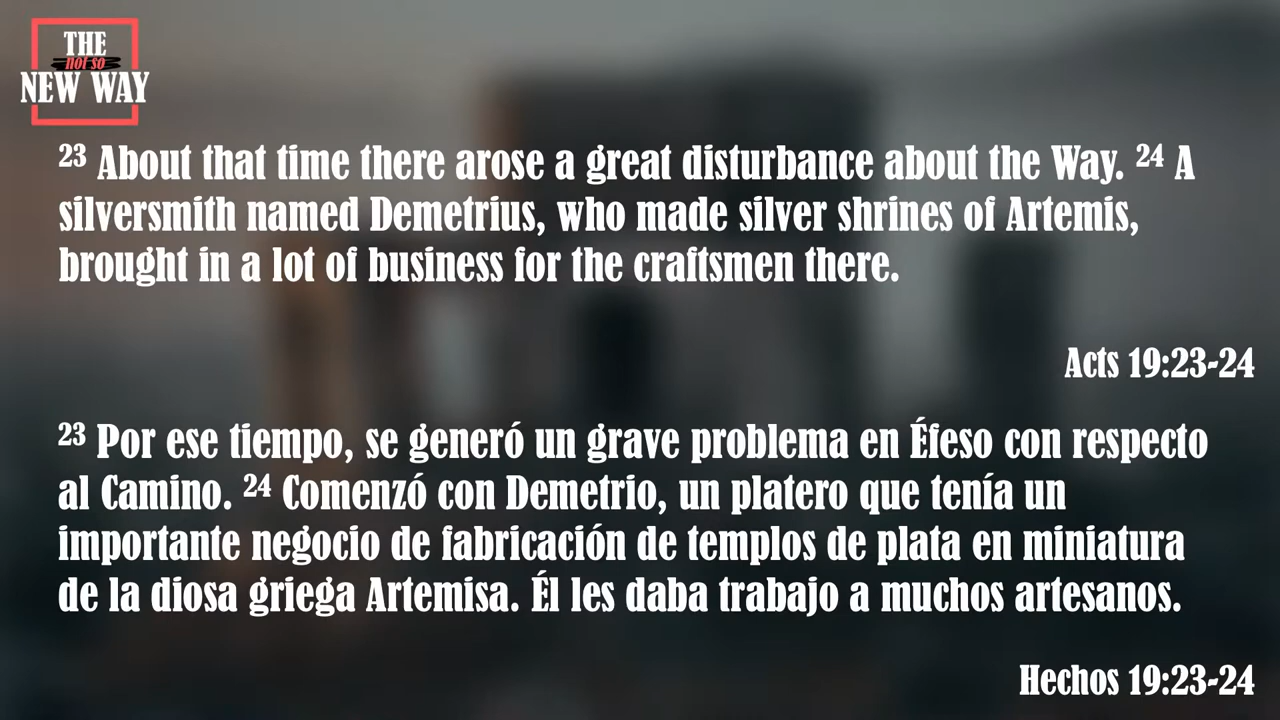 THE
not so
NEW WAY
23 About that time there arose a great disturbance about the Way. 24 A
silversmith named Demetrius, who made silver shrines of Artemis,
brought in a lot of business for the craftsmen there.
Acts 19:23-24
23 Por ese tiempo, se generó un grave problema en Éfeso con respecto
al Camino. 24 Comenzó con Demetrio, un platero que tenía un
importante negocio de fabricación de templos de plata en miniatura
de la diosa griega Artemisa. Él les daba trabajo a muchos artesanos.
Hechos 19:23-24